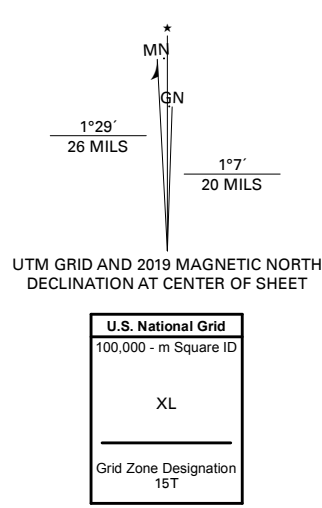 MN
GN
1°29´
26 MILS
1°7´
20 MILS
UTM GRID AND 2019 MAGNETIC NORTH
DECLINATION AT CENTER OF SHEET
U.S. National Grid
100,000 - m Square ID
XL
Grid Zone Designation
15T